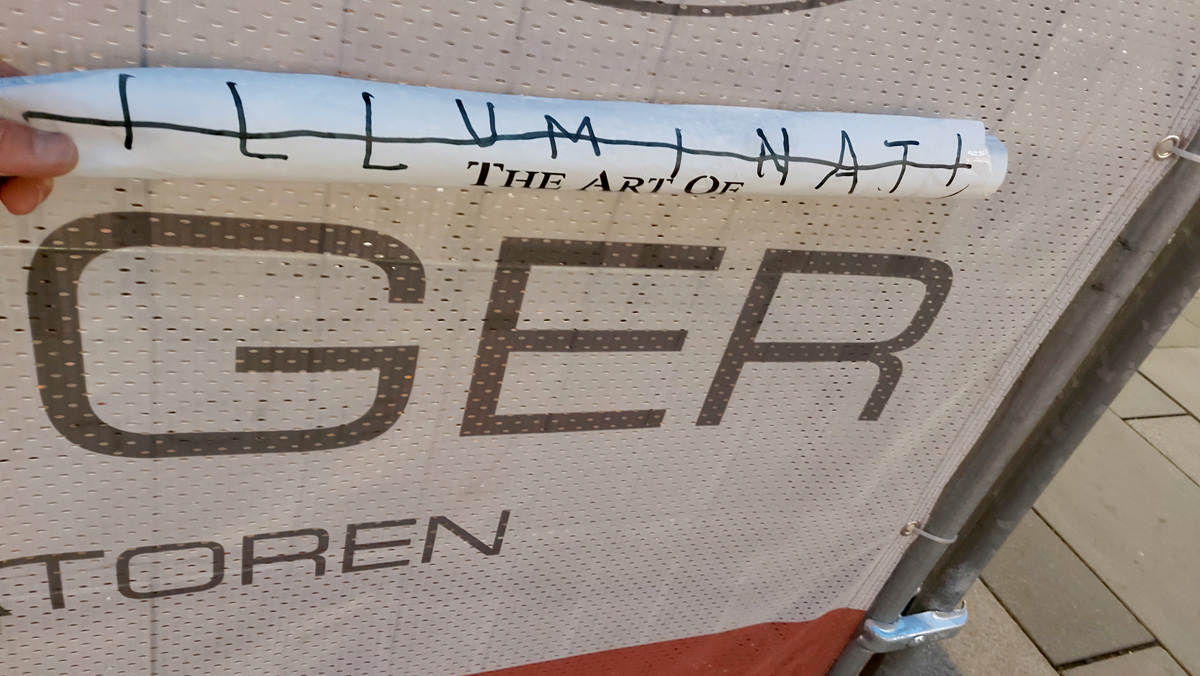 ILLUMINATI
THE ART OF
GER
TOREN